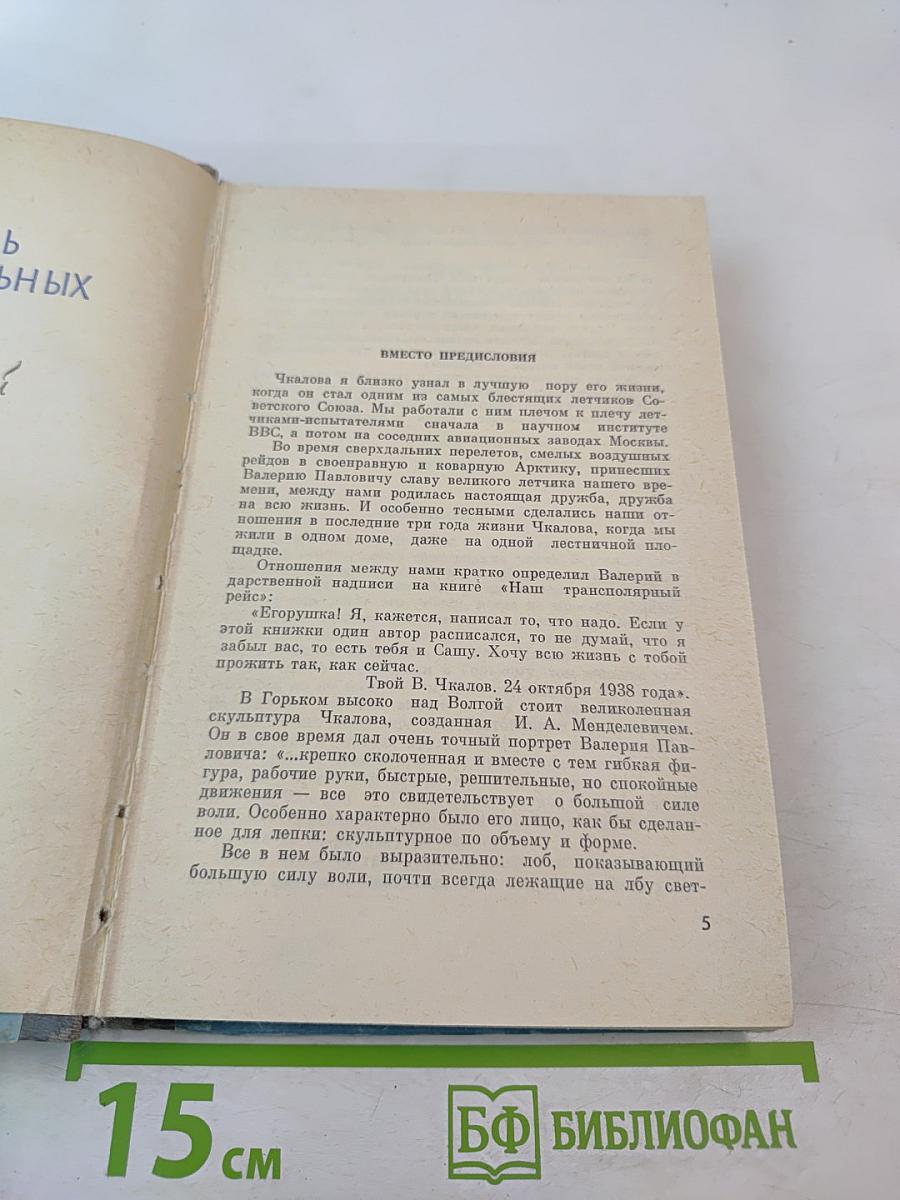 Ь
ЬНЫХ
й
ВМЕСТО ПРЕДИСЛОВИЯ
Чкалова я близко узнал в лучшую пору его жизни,
когда он стал одним из самых блестящих летчиков Со-
ветского Союза. Мы работали с ним плечом к плечу лет-
чиками-испытателями сначала в научном институте
ВВС, а потом на соседних авиационных заводах Москвы.
Во время сверхдальних перелетов, смелых воздушных
рейдов в своенравную и коварную Арктику, принесших
Валерию Павловичу славу великого летчика нашего вре-
мени, между нами родилась настоящая дружба, дружба
на всю жизнь. И особенно тесными сделались наши от-
ношения в последние три года жизни Чкалова, когда мы
жили в одном доме, даже на одной лестничной пло-
щадке.
Отношения между нами кратко определил Валерий в
дарственной надписи на книге «Наш трансполярный
рейс»:
«Егорушка! Я, кажется, написал то, что надо. Если у
этой книжки один автор расписался, то не думай, что я
забыл вас, то есть тебя и Сашу. Хочу всю жизнь с тобой
прожить так, как сейчас.
Твой В. Чкалов. 24 октября 1938 года».
В Горьком высоко над Волгой стоит великолепная
скульптура Чкалова, созданная И. А. Менделевичем.
Он в свое время дал очень точный портрет Валерия Пав-
ловича: «...крепко сколоченная и вместе с тем гибкая фи-
гура, рабочие руки, быстрые, решительные, но спокойные
движения — все это свидетельствует о большой силе
воли. Особенно характерно было его лицо, как бы сделан-
ное для лепки: скульптурное по объему и форме.
Все в нем было выразительно: лоб, показывающий
большую силу воли, почти всегда лежащие на лбу свет-
5
15 см
БФ БИБЛИОФАН